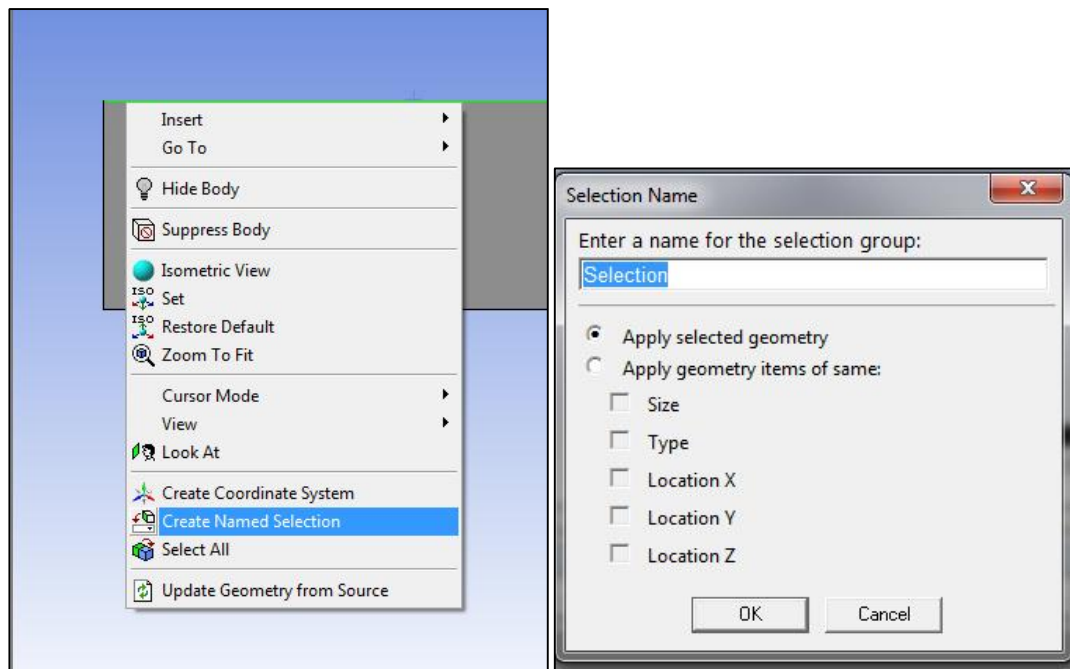 Insert
Go To
Hide Body
Suppress Body
Isometric View
ISO
Set
ISO
Restore Default
Zoom To Fit
Cursor Mode
View
Look At
Create Coordinate System
Create Named Selection
Select All
Update Geometry from Source
Selection Name
Enter a name for the selection group:
Selection
Apply selected geometry
Apply geometry items of same:
Size
Type
Location X
Location Y
Location Z
OK Cancel